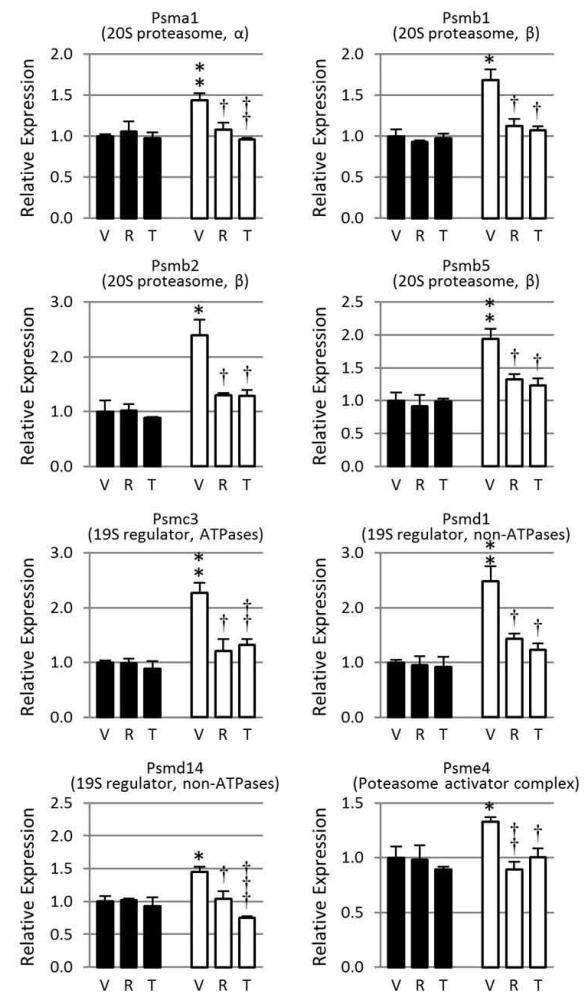 Psma1
(20S proteasome, α)
Relative Expression
2.0
1.5
1.0
0.5
0.0
*
*
†
†
†
V R T V R T
Psmb1
(20S proteasome, β)
Relative Expression
2.0
1.5
1.0
0.5
0.0
*
†
†
V R T V R T
Psmb2
(20S proteasome, β)
Relative Expression
3.0
2.0
1.0
0.0
*
†
†
V R T V R T
Psmb5
(20S proteasome, β)
Relative Expression
2.5
2.0
1.5
1.0
0.5
0.0
*
*
†
†
V R T V R T
Psmc3
(19S regulator, ATPases)
Relative Expression
3.0
2.0
1.0
0.0
*
*
†
†
†
V R T V R T
Psmd1
(19S regulator, non-ATPases)
Relative Expression
3.0
2.0
1.0
0.0
*
*
†
†
V R T V R T
Psmd14
(19S regulator, non-ATPases)
Relative Expression
2.5
2.0
1.5
1.0
0.5
0.0
*
†
†
†
†
V R T V R T
Psme4
(Poteasome activator complex)
Relative Expression
1.5
1.0
0.5
0.0
*
†
†
†
V R T V R T